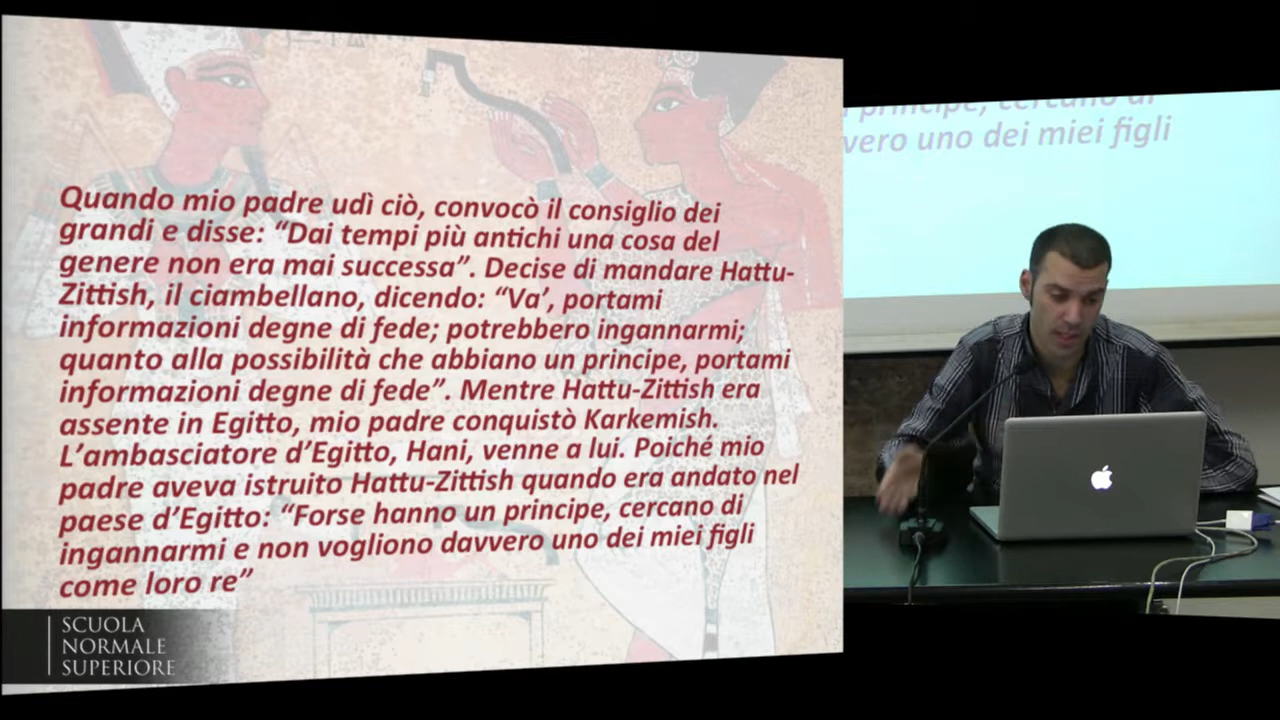 Quando mio padre udì ciò, convocò il consiglio dei
grandi e disse: “Dai tempi più antichi una cosa del
genere non era mai successa”. Decise di mandare Hattu-
Zittish, il ciambellano, dicendo: “Va’, portami
informazioni degne di fede; potrebbero ingannarmi;
quanto alla possibilità che abbiano un principe, portami
informazioni degne di fede”. Mentre Hattu-Zittish era
assente in Egitto, mio padre conquistò Karkemish.
L’ambasciatore d’Egitto, Hani, venne a lui. Poiché mio
padre aveva istruito Hattu-Zittish quando era andato nel
paese d’Egitto: “Forse hanno un principe, cercano di
ingannarmi e non vogliono davvero uno dei miei figli
come loro re”
SCUOLA
NORMALE
SUPERIORE
principe, cercano di
vero uno dei miei figli